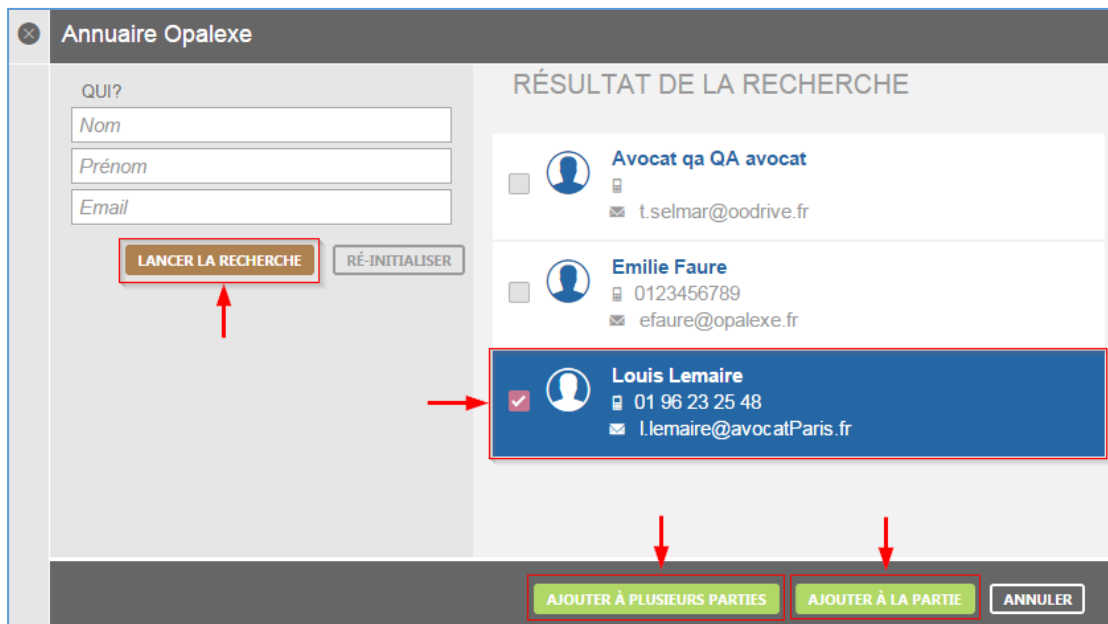 Annuaire Opalexe
QUI?
Nom
Prénom
Email
LANCER LA RECHERCHE
RÉ-INITIALISER
RÉSULTAT DE LA RECHERCHE
Avocat qa QA avocat
t.selmar@oodrive.fr
Emilie Faure
0123456789
efaure@opalexe.fr
Louis Lemaire
01 96 23 25 48
l.lemaire@avocatParis.fr
AJOUTER À PLUSIEURS PARTIES
AJOUTER À LA PARTIE
ANNULER